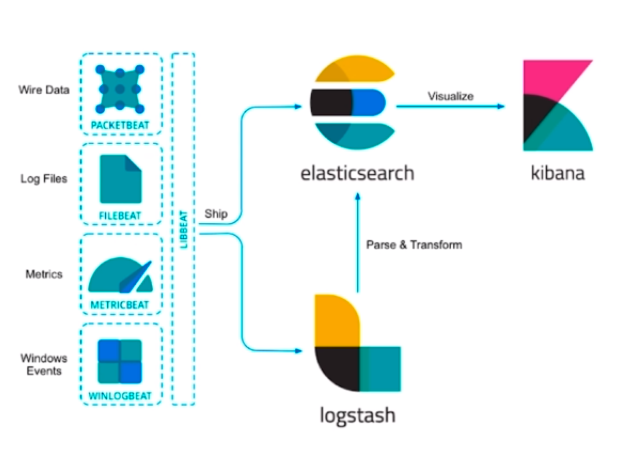 Wire Data
PACKETBEAT
Log Files
FILEBEAT
Metrics
METRICBEAT
Windows
Events
WINLOGBEAT
LIBBEAT
Ship
elasticsearch
Visualize
kibana
Parse & Transform
logstash